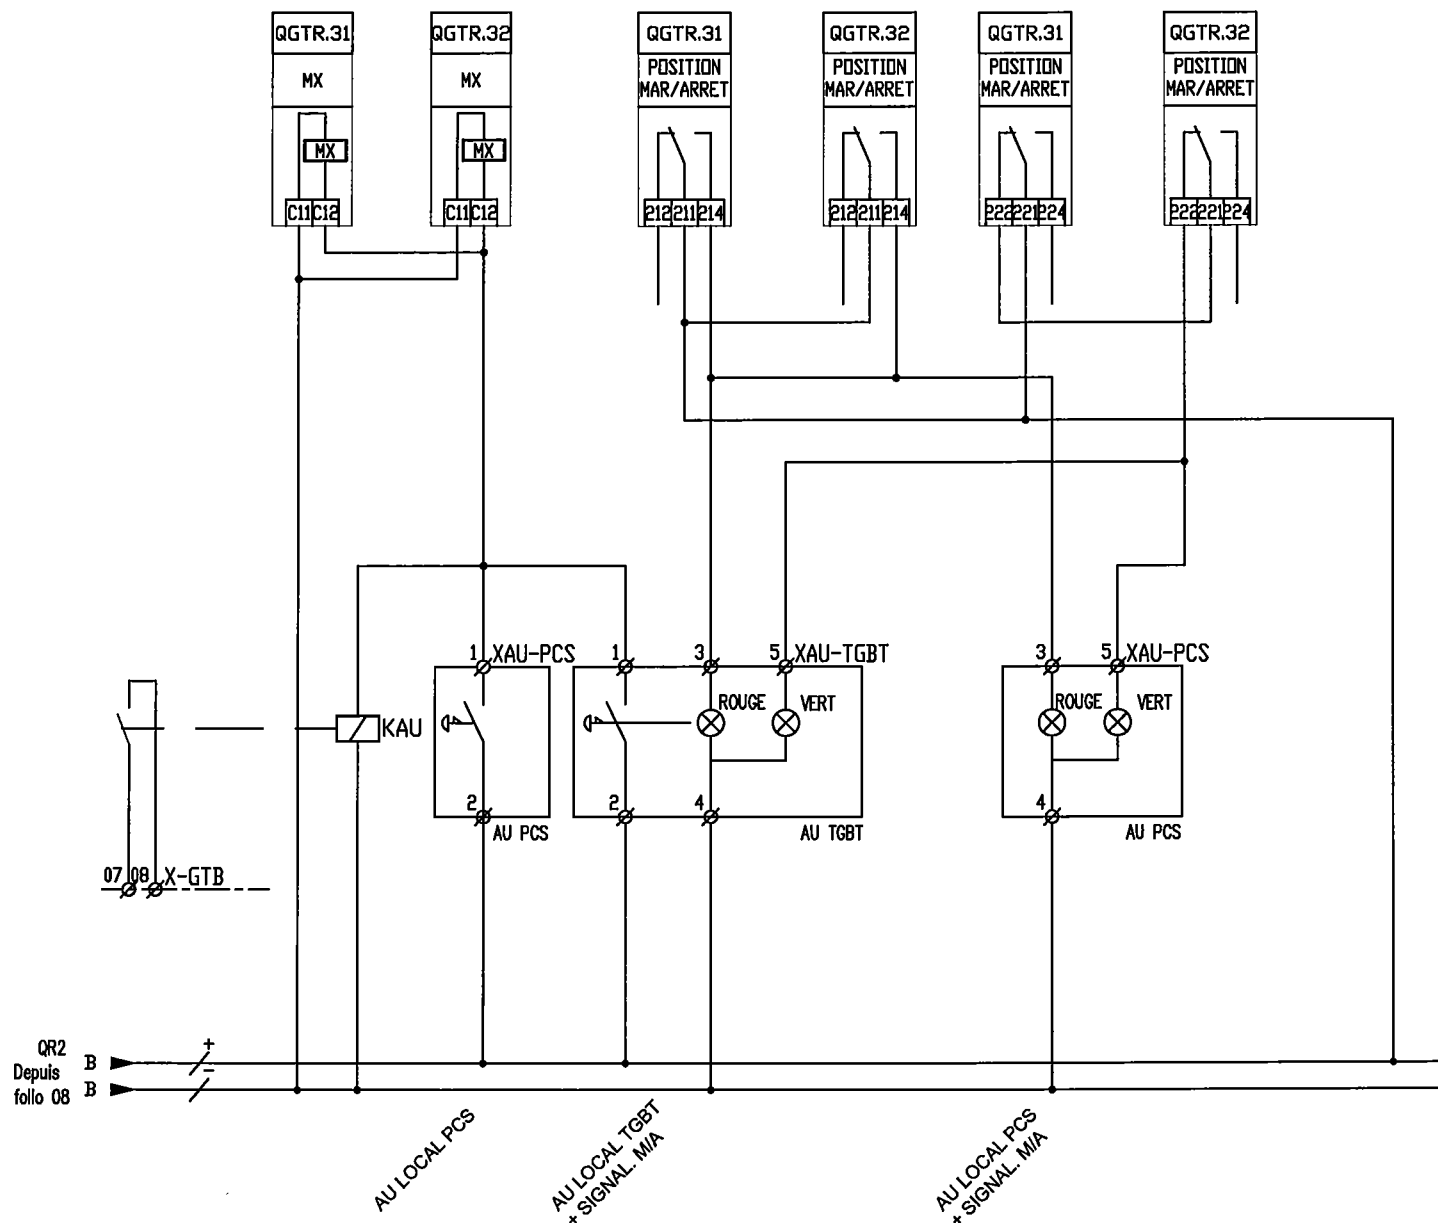 QGTR.31 QGTR.32 QGTR.31 QGTR.32 QGTR.31 QGTR.32
MX MX POSITION POSITION POSITION POSITION
MAR/ARRET MAR/ARRET MAR/ARRET MAR/ARRET
MX MX
C11 C12 C11 C12 212 211 214 212 211 214 222 221 224 222 221 224
1 XAU-PCS 1 3 5 XAU-TGBT 3 5 XAU-PCS
ROUGE VERT ROUGE VERT
KAU
2 2 4 4
AU PCS AU TGBT AU PCS
07 08 X-GTB
QR2 B +
Depuis -
folio 08 B
AU LOCAL PCS
AU LOCAL TGBT
+ SIGNAL. M/A
AU LOCAL PCS
+ SIGNAL. M/A